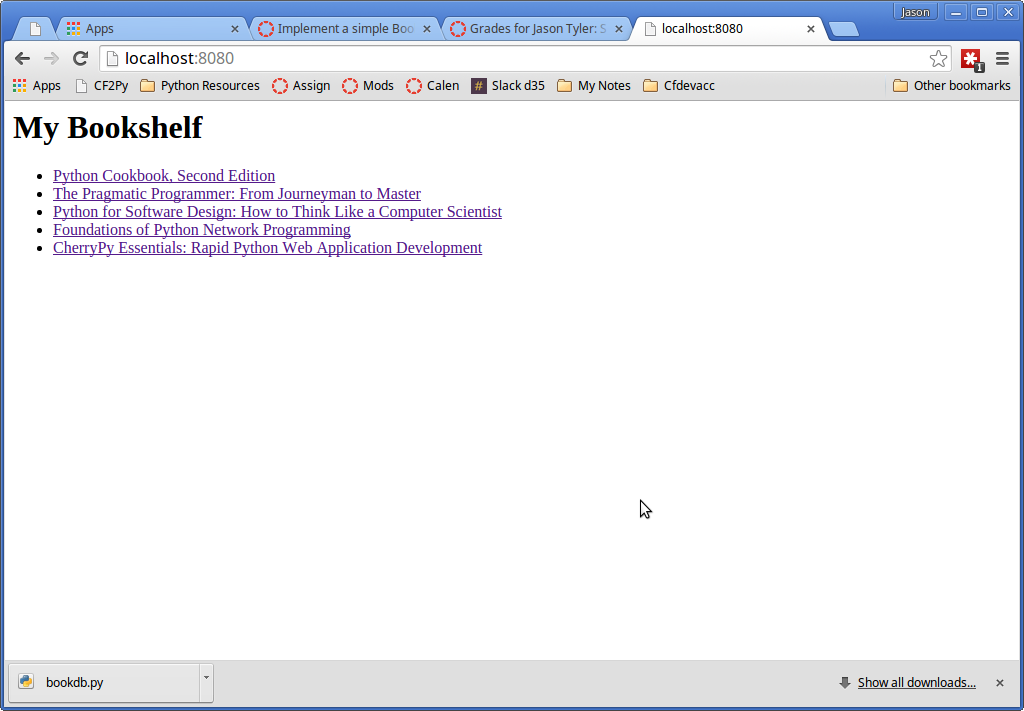 Jason
Apps
Implement a simple Boo
Grades for Jason Tyler: S
localhost:8080
localhost:8080
Apps
CF2Py
Python Resources
Assign
Mods
Calen
# Slack d35
My Notes
Cfdevacc
Other bookmarks
My Bookshelf
• Python Cookbook, Second Edition
• The Pragmatic Programmer: From Journeyman to Master
• Python for Software Design: How to Think Like a Computer Scientist
• Foundations of Python Network Programming
• CherryPy Essentials: Rapid Python Web Application Development
bookdb.py
Show all downloads...